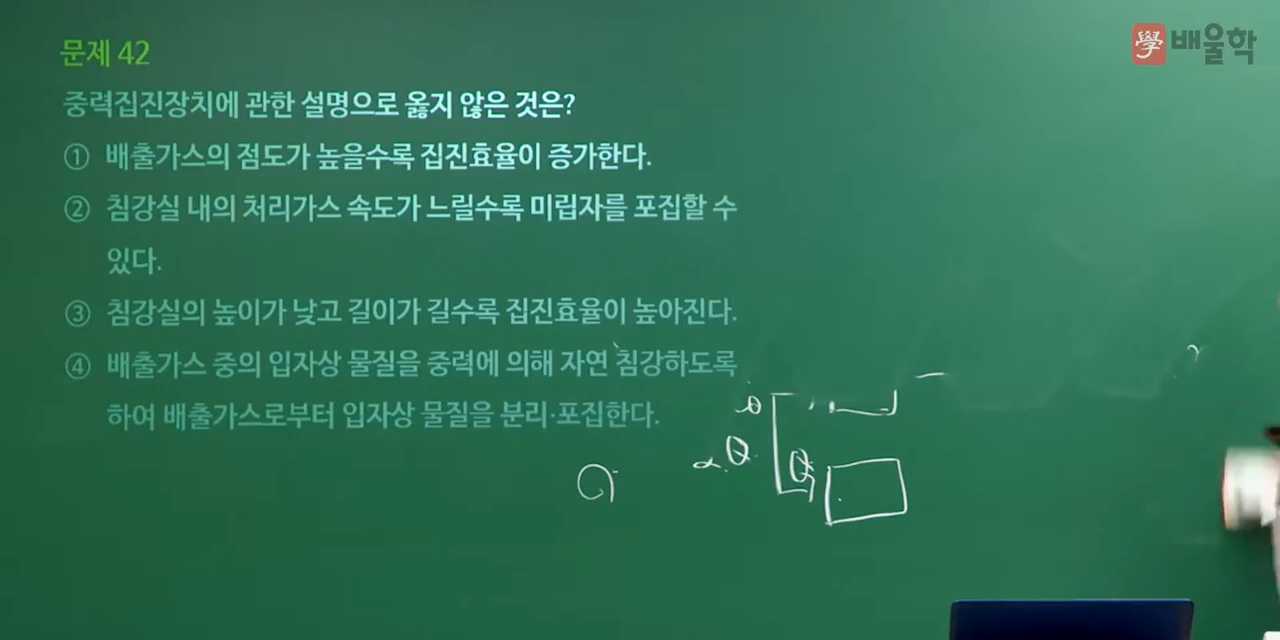 學 배울학
문제 42
중력집진장치에 관한 설명으로 옳지 않은 것은?
① 배출가스의 점도가 높을수록 집진효율이 증가한다.
② 침강실 내의 처리가스 속도가 느릴수록 미립자를 포집할 수
있다.
③ 침강실의 높이가 낮고 길이가 길수록 집진효율이 높아진다.
④ 배출가스 중의 입자상 물질을 중력에 의해 자연 침강하도록
하여 배출가스로부터 입자상 물질을 분리·포집한다.